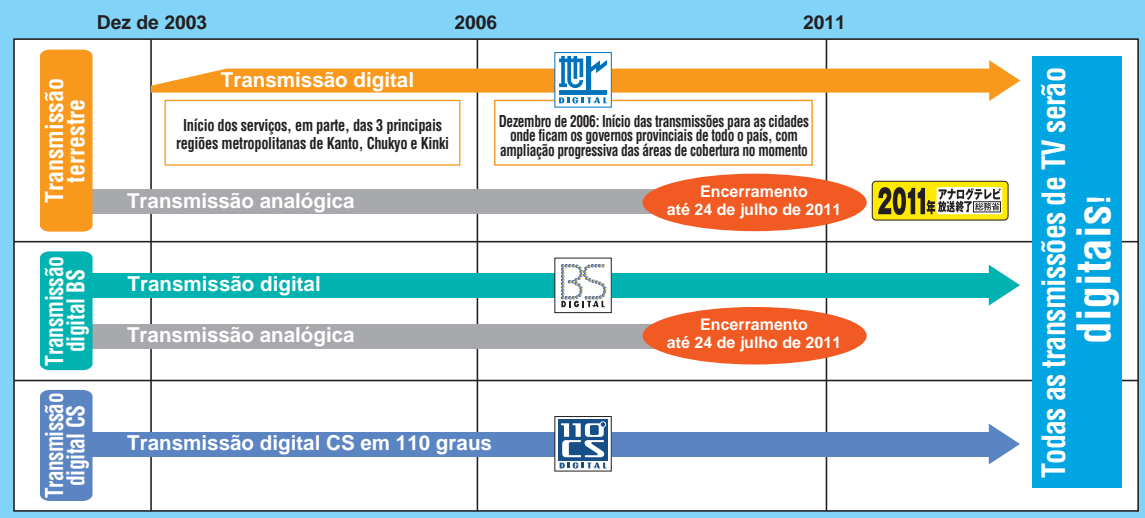 Dez de 2003
2006
2011
Transmissão
terrestre
Transmissão digital
DIGITAL
Início dos serviços, em parte, das 3 principais
regiões metropolitanas de Kanto, Chukyo e Kinki
Dezembro de 2006: Início das transmissões para as cidades
onde ficam os governos provinciais de todo o país, com
ampliação progressiva das áreas de cobertura no momento
Transmissão analógica
Encerramento
até 24 de julho de 2011
2011年
アナログテレビ
放送終了 総務省
Transmissão
digital BS
Transmissão digital
BS
DIGITAL
Transmissão analógica
Encerramento
até 24 de julho de 2011
Transmissão
digital CS
Transmissão digital CS em 110 graus
110°
CS
DIGITAL
Todas as transmissões de TV serão
digitais!